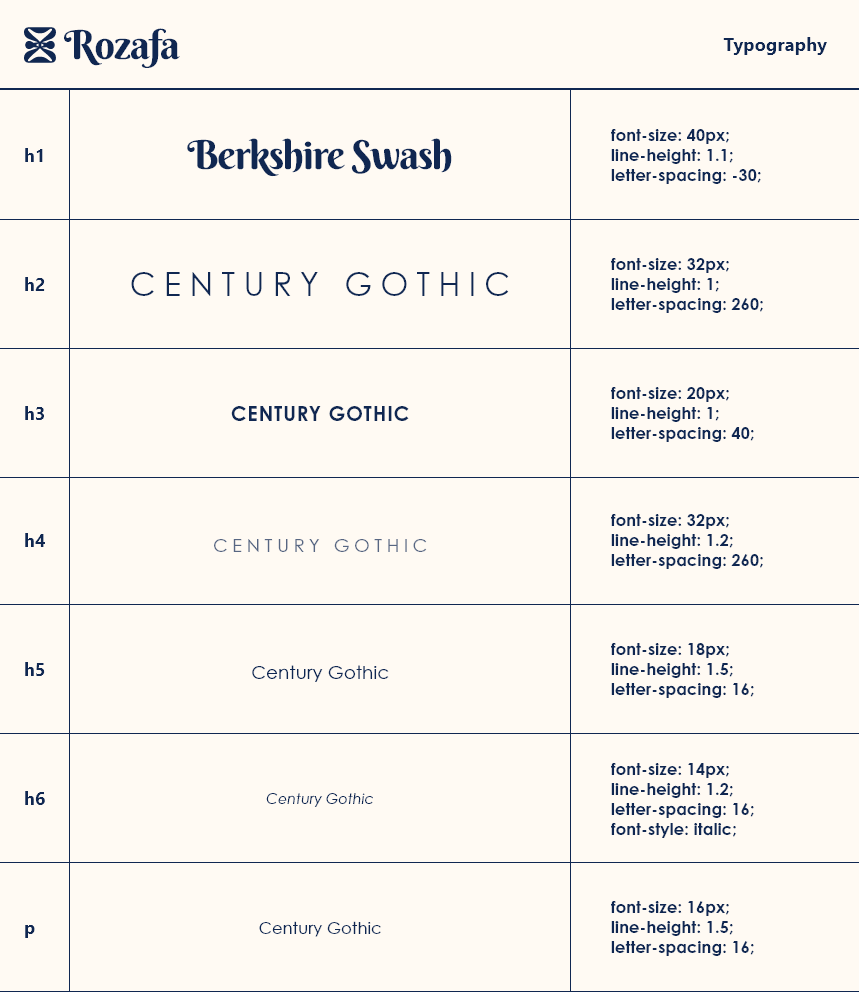 Rozafa
Typography
h1
Berkshire Swash
font-size: 40px;
line-height: 1.1;
letter-spacing: -30;
h2
CENTURY GOTHIC
font-size: 32px;
line-height: 1;
letter-spacing: 260;
h3
CENTURY GOTHIC
font-size: 20px;
line-height: 1;
letter-spacing: 40;
h4
CENTURY GOTHIC
font-size: 32px;
line-height: 1.2;
letter-spacing: 260;
h5
Century Gothic
font-size: 18px;
line-height: 1.5;
letter-spacing: 16;
h6
Century Gothic
font-size: 14px;
line-height: 1.2;
letter-spacing: 16;
font-style: italic;
p
Century Gothic
font-size: 16px;
line-height: 1.5;
letter-spacing: 16;